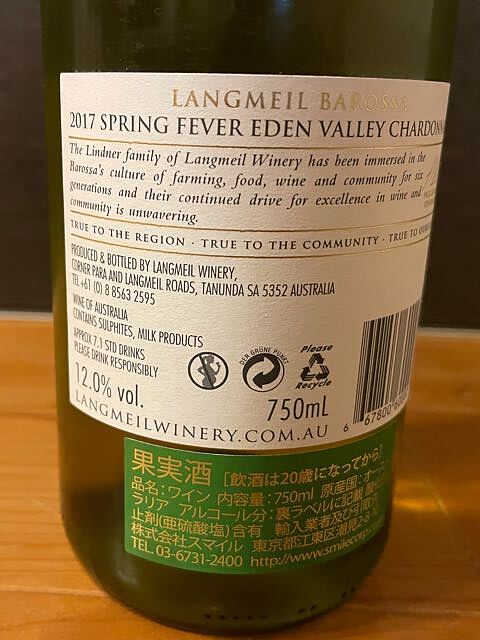 LANGMEIL BAROSSA
2017 SPRING FEVER EDEN VALLEY CHARDONN
The Lindner family of Langmeil Winery has been immersed in the
Barossa's culture of farming, food, wine and community for six
generations and their continued drive for excellence in wine and
community is unwavering.
TRUE TO THE REGION · TRUE TO THE COMMUNITY · TRUE TO
PRODUCED & BOTTLED BY LANGMEIL WINERY,
CORNER PARA AND LANGMEIL ROADS, TANUNDA SA 5352 AUSTRALIA
TEL +61 (0) 8 8563 2595
WINE OF AUSTRALIA
CONTAINS SULPHITES, MILK PRODUCTS
APPROX 7.1 STD DRINKS
PLEASE DRINK RESPONSIBLY
DER GRÜNE PUNKT
Please
Recycle
12.0% vol.
750mL
LANGMEILWINERY.COM.AU
果実酒 [飲酒は20歳になってから]
品名:ワイン 内容量:750ml 原産国:オース
ラリア アルコール分:裏ラベルに記載
止剤(亜硫酸塩)含有 輸入業者及び
株式会社スマイル 東京都江東区潮見2-
TEL. 03-6731-2400 http://www.smilecorp